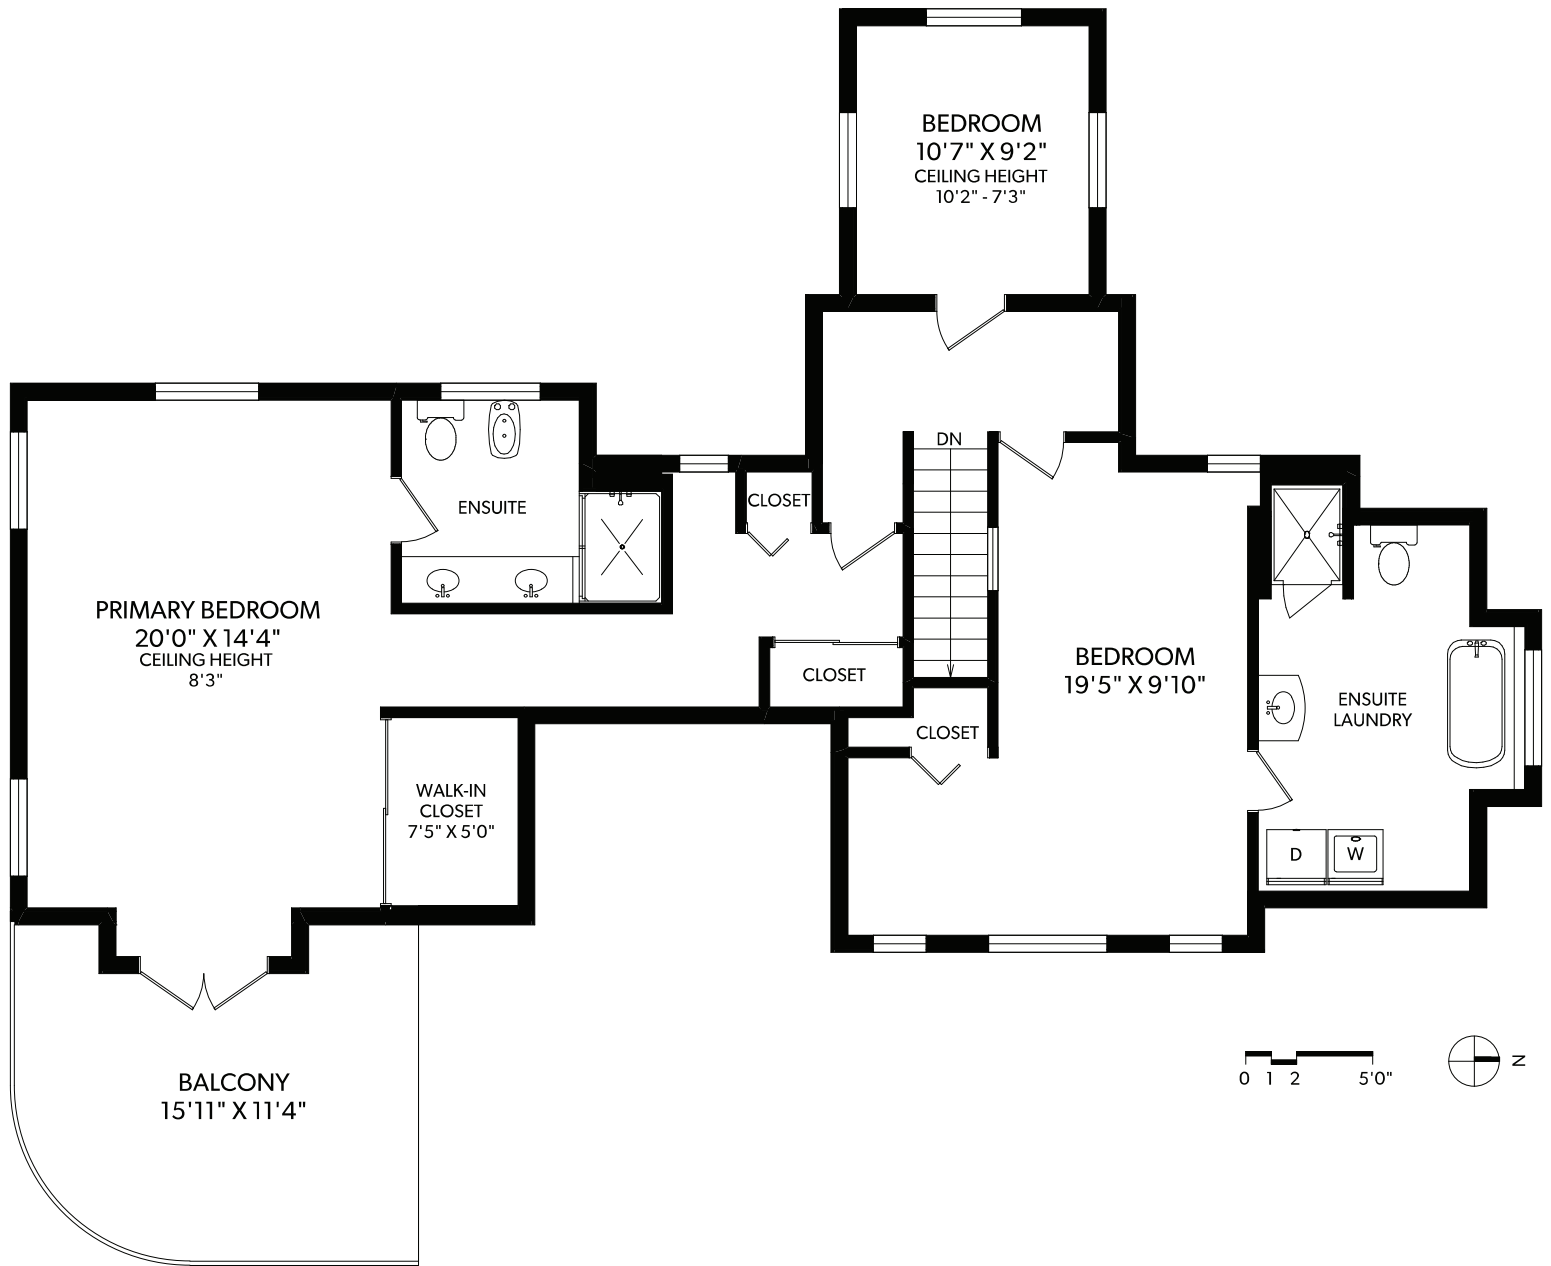 BEDROOM
10'7" X 9'2"
CEILING HEIGHT
10'2" - 7'3"
DN
CLOSET
ENSUITE
PRIMARY BEDROOM
20'0" X 14'4"
CEILING HEIGHT
8'3"
CLOSET
BEDROOM
19'5" X 9'10"
ENSUITE
LAUNDRY
CLOSET
WALK-IN
CLOSET
7'5" X 5'0"
D W
BALCONY
15'11" X 11'4"
0 1 2 5'0"
N